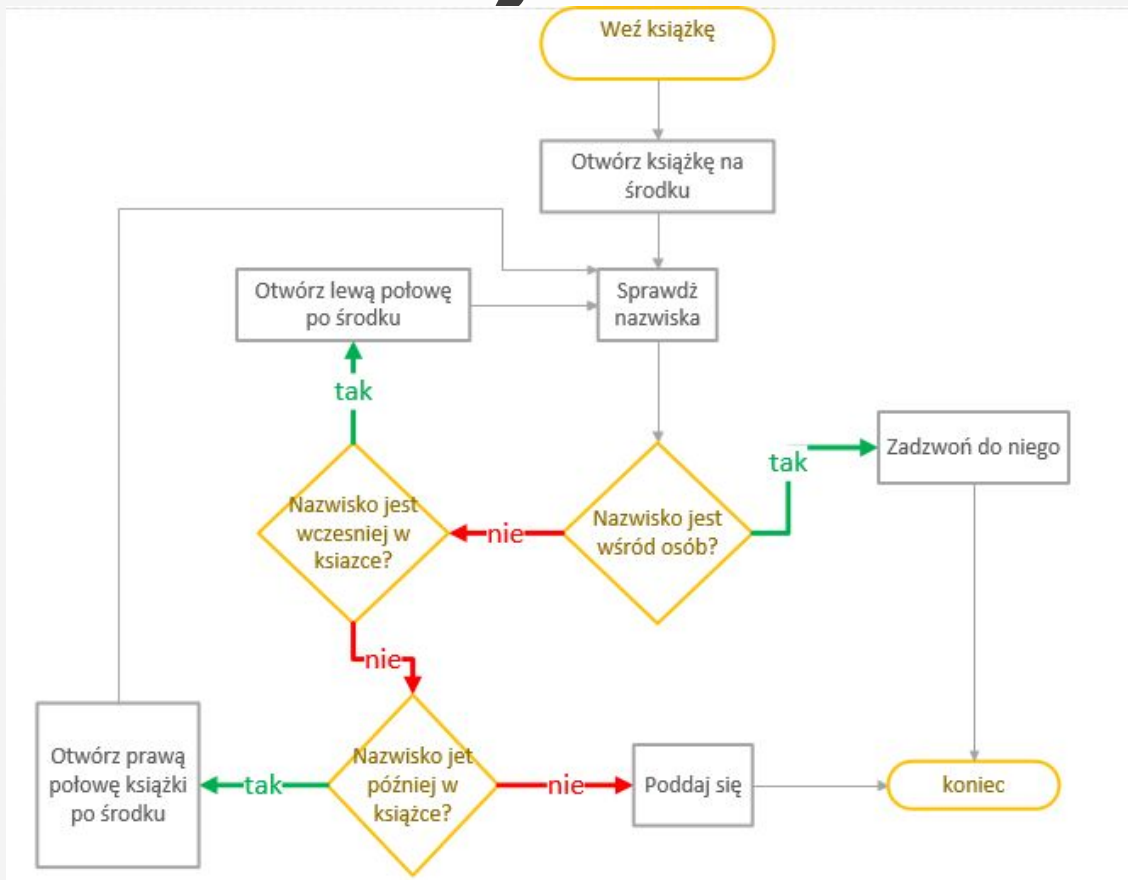 Weź książkę
Otwórz książkę na
środku
Otwórz lewą połowę
po środku
Sprawdź
nazwiska
tak
Zadzwoń do niego
tak
Nazwisko jest
wczesniej w
ksiazce?
nie
Nazwisko jest
wśród osób?
nie
Otwórz prawą
połowę książki
po środku
tak
Nazwisko jet
później w
książce?
nie
Poddaj się
koniec